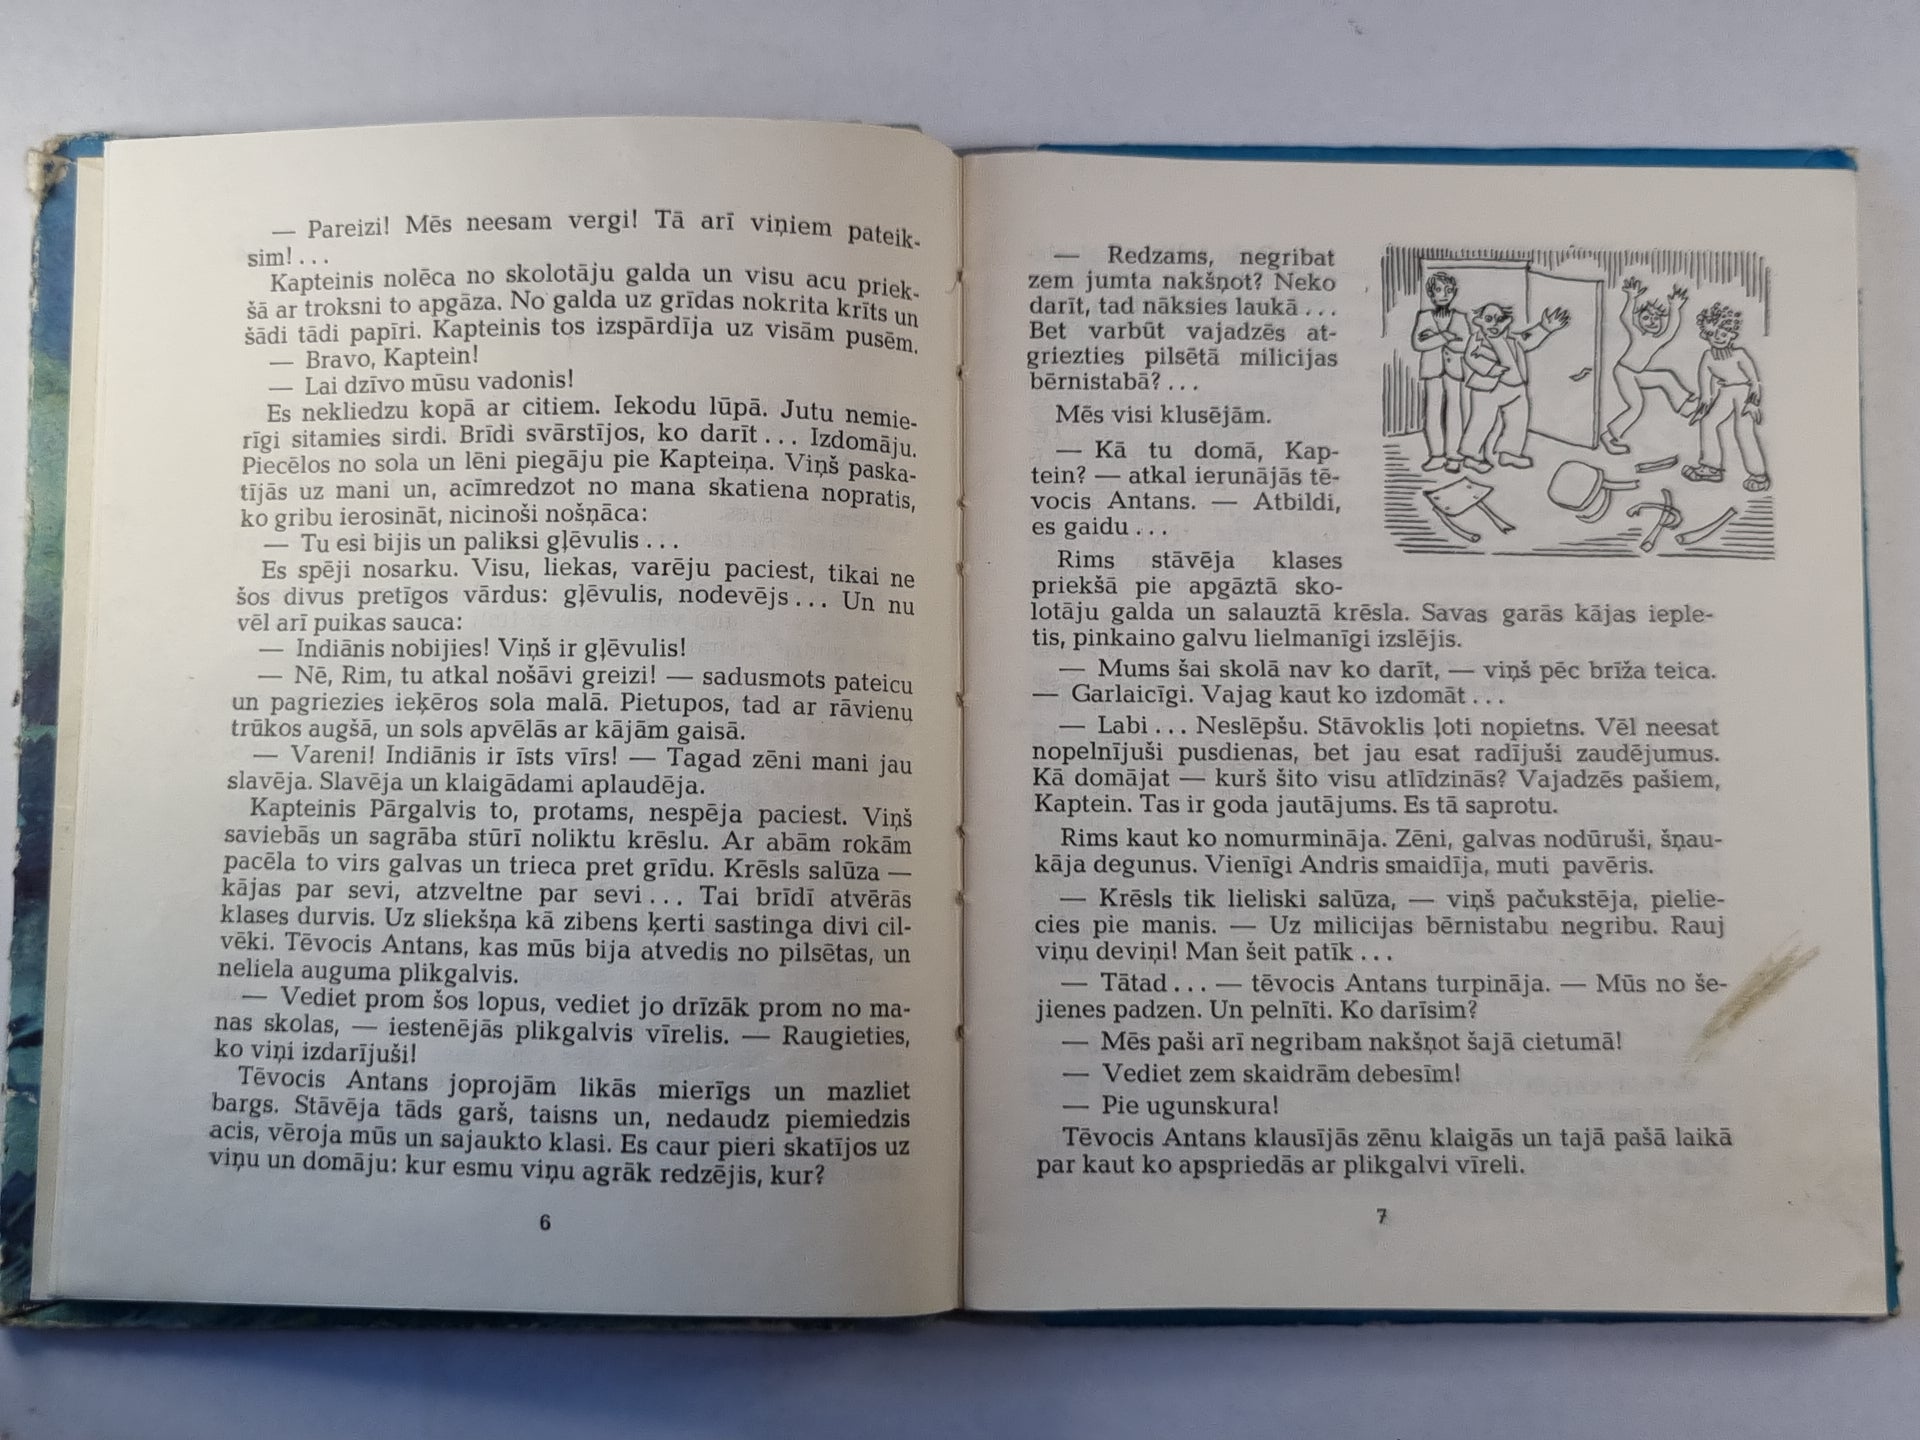 — Pareizi! Mēs neesam vergi! Tā arī viņiem pateik-
sim! . . .
Kapteinis nolēca no skolotāju galda un visu acu priek-
šā ar troksni to apgāza. No galda uz grīdas nokrita krīts un
šādi tādi papīri. Kapteinis tos izspārdīja uz visām pusēm.
— Bravo, Kaptein!
— Lai dzīvo mūsu vadonis!
Es nekliedzu kopā ar citiem. Iekodu lūpā. Jutu nemie-
rīgi sitamies sirdi. Brīdi svārstījos, ko darīt . . . Izdomāju.
Piecēlos no sola un lēni piegāju pie Kapteiņa. Viņš paska-
tījās uz mani un, acīmredzot no mana skatiena nopratis,
ko gribu ierosināt, nicinoši nošņāca:
— Tu esi bijis un paliksi gļēvulis . . .
Es spēji nosarku. Visu, liekas, varēju paciest, tikai ne
šos divus pretīgos vārdus: gļēvulis, nodevējs . . . Un nu
vēl arī puikas sauca:
— Indiānis nobijies! Viņš ir gļēvulis!
— Nē, Rim, tu atkal nošāvi greizi! — sadusmots pateicu
un pagriezies ieķēros sola malā. Pietupos, tad ar rāvienu
trūkos augšā, un sols apvēlās ar kājām gaisā.
— Vareni! Indiānis ir īsts vīrs! — Tagad zēni mani jau
slavēja. Slavēja un klaigādami aplaudēja.
Kapteinis Pārgalvis to, protams, nespēja paciest. Viņš
saviebās un sagrāba stūrī noliktu krēslu. Ar abām rokām
pacēla to virs galvas un trieca pret grīdu. Krēsls salūza —
kājas par sevi, atzveltne par sevi . . . Tai brīdī atvērās
klases durvis. Uz sliekšņa kā zibens ķerti sastinga divi cil-
vēki. Tēvocis Antans, kas mūs bija atvedis no pilsētas, un
neliela auguma plikgalvis.
— Vediet prom šos lopus, vediet jo drīzāk prom no ma-
nas skolas, — iestenējās plikgalvis vīrelis. — Raugieties,
ko viņi izdarījuši!
Tēvocis Antans joprojām likās mierīgs un mazliet
bargs. Stāvēja tāds garš, taisns un, nedaudz piemiedzis
acis, vēroja mūs un sajaukto klasi. Es caur pieri skatījos uz
viņu un domāju: kur esmu viņu agrāk redzējis, kur?
6
— Redzams, negribat
zem jumta nakšņot? Neko
darīt, tad nāksies laukā . . .
Bet varbūt vajadzēs at-
griezties pilsētā milicijas
bērnistabā? . . .
Mēs visi klusējām.
— Kā tu domā, Kap-
tein? — atkal ierunājās tē-
vocis Antans. — Atbildi,
es gaidu . . .
Rims stāvēja klases
priekšā pie apgāztā sko-
lotāju galda un salauztā krēsla. Savas garās kājas ieple-
tis, pinkaino galvu lielmanīgi izslējis.
— Mums šai skolā nav ko darīt, — viņš pēc brīža teica.
— Garlaicīgi. Vajag kaut ko izdomāt . . .
— Labi . . . Neslēpšu. Stāvoklis ļoti nopietns. Vēl neesat
nopelnījuši pusdienas, bet jau esat radījuši zaudējumus.
Kā domājat — kurš šito visu atlīdzinās? Vajadzēs pašiem,
Kaptein. Tas ir goda jautājums. Es tā saprotu.
Rims kaut ko nomurmināja. Zēni, galvas nodūruši, šņau-
kāja degunus. Vienīgi Andris smaidīja, muti pavēris.
— Krēsls tik lieliski salūza, — viņš pačukstēja, pielie-
cies pie manis. — Uz milicijas bērnistabu negribu. Rauj
viņu deviņi! Man šeit patīk . . .
— Tātad . . . — tēvocis Antans turpināja. — Mūs no še-
jienes padzen. Un pelnīti. Ko darīsim?
— Mēs paši arī negribam nakšņot šajā cietumā!
— Vediet zem skaidrām debesīm!
— Pie ugunskura!
Tēvocis Antans klausījās zēnu klaigās un tajā pašā laikā
par kaut ko apspriedās ar plikgalvi vīreli.
7